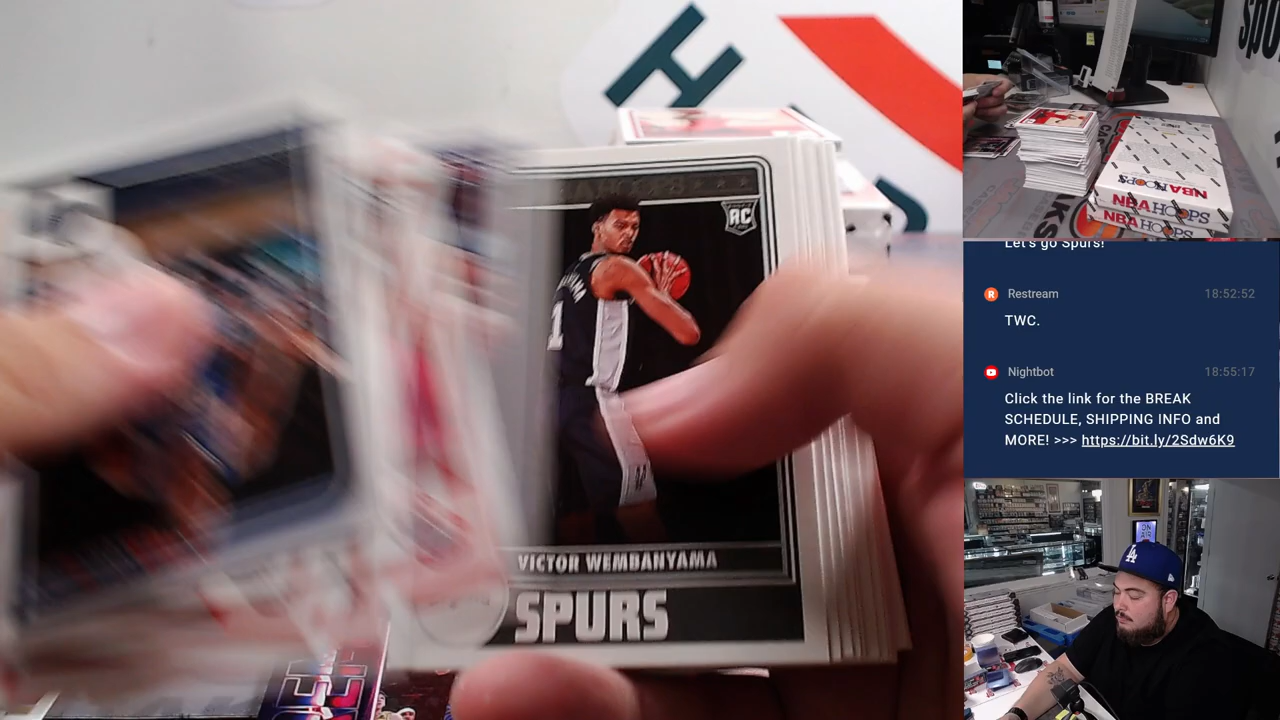 RC
VICTOR WEMBANYAMA
SPURS
NBA HOOPS
NBA HOOPS
Let's go Spurs!
Restream 18:52:52
TWC.
Nightbot 18:55:17
Click the link for the BREAK
SCHEDULE, SHIPPING INFO and
MORE! >>> https://bit.ly/2Sdw6K9
LA